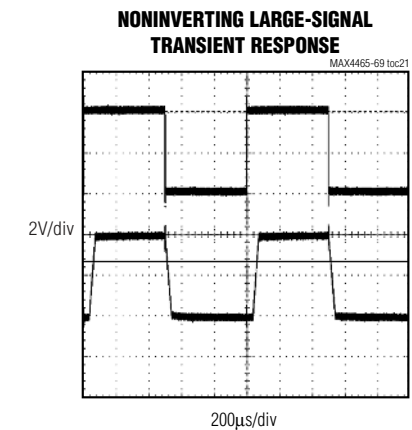 NONINVERTING LARGE-SIGNAL
TRANSIENT RESPONSE
MAX4465-69 toc21
2V/div
200µs/div